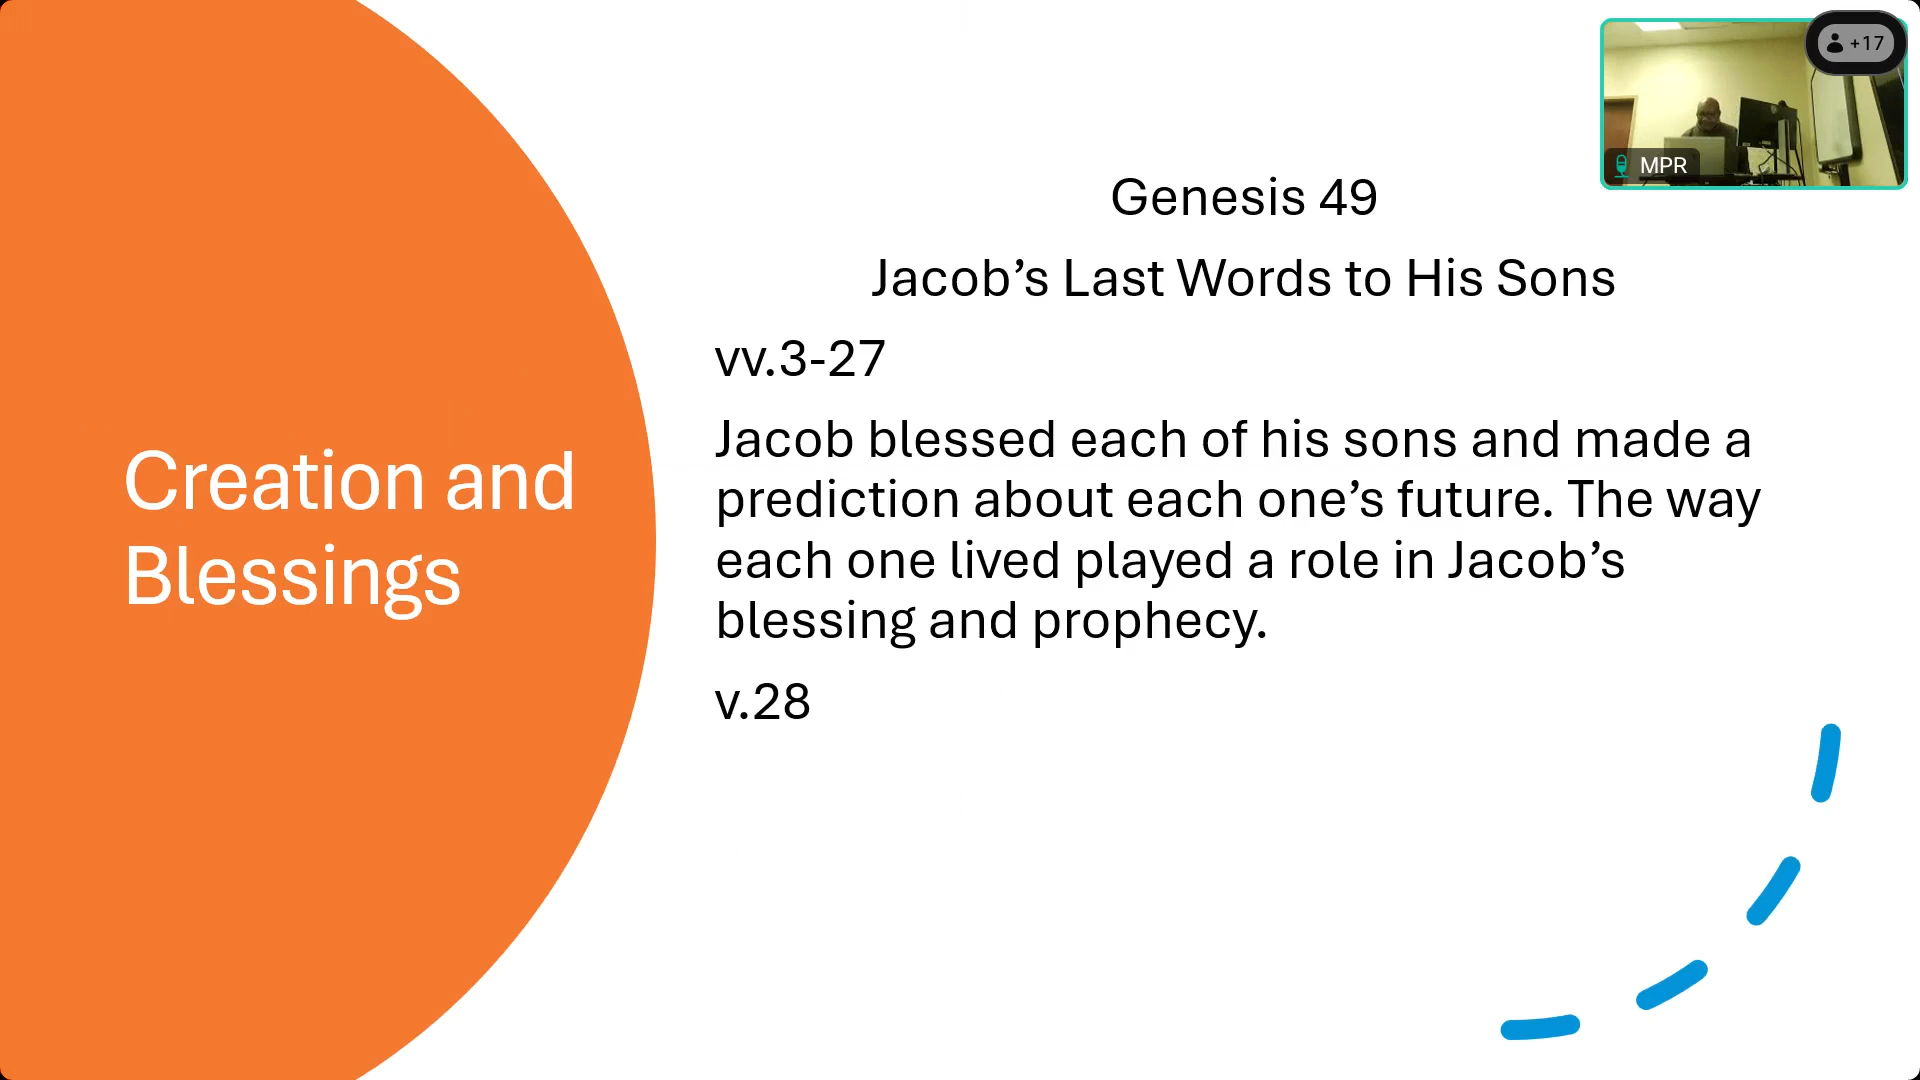 Creation and
Blessings
Genesis 49
Jacob’s Last Words to His Sons
vv.3-27
Jacob blessed each of his sons and made a
prediction about each one’s future. The way
each one lived played a role in Jacob’s
blessing and prophecy.
v.28
+17
MPR